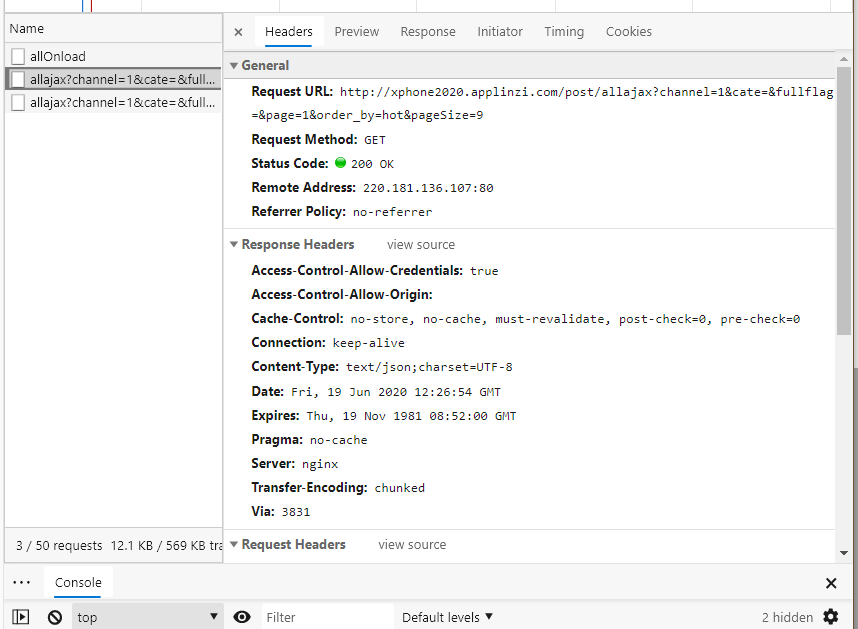 Name
allOnload
allajax?channel=1&cate=&full...
allajax?channel=1&cate=&full...
3 / 50 requests 12.1 KB / 569 KB tra
Headers Preview Response Initiator Timing Cookies
General
Request URL: http://xphone2020.applinzi.com/post/allajax?channel=1&cate=&fullflag
=&page=1&order_by=hot&pageSize=9
Request Method: GET
Status Code: 200 OK
Remote Address: 220.181.136.107:80
Referrer Policy: no-referrer
Response Headers view source
Access-Control-Allow-Credentials: true
Access-Control-Allow-Origin:
Cache-Control: no-store, no-cache, must-revalidate, post-check=0, pre-check=0
Connection: keep-alive
Content-Type: text/json;charset=UTF-8
Date: Fri, 19 Jun 2020 12:26:54 GMT
Expires: Thu, 19 Nov 1981 08:52:00 GMT
Pragma: no-cache
Server: nginx
Transfer-Encoding: chunked
Via: 3831
Request Headers view source
Console
top Filter Default levels 2 hidden